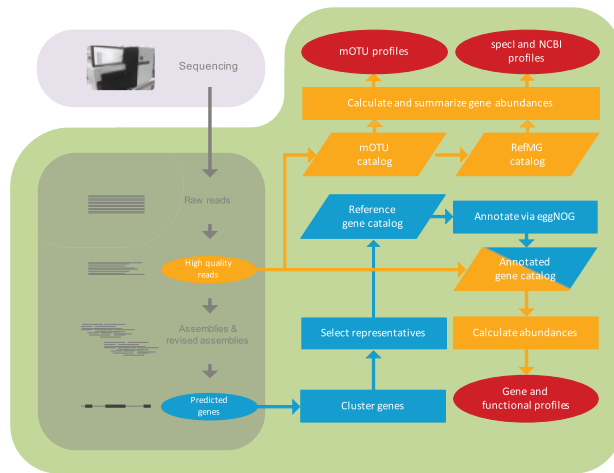 Sequencing
Raw reads
High quality
reads
Assemblies &
revised assemblies
Predicted
genes
mOTU profiles
specI and NCBI
profiles
Calculate and summarize gene abundances
mOTU
catalog
RefMG
catalog
Reference
gene catalog
Annotate via eggNOG
Annotated
gene catalog
Select representatives
Calculate abundances
Cluster genes
Gene and
functional profiles